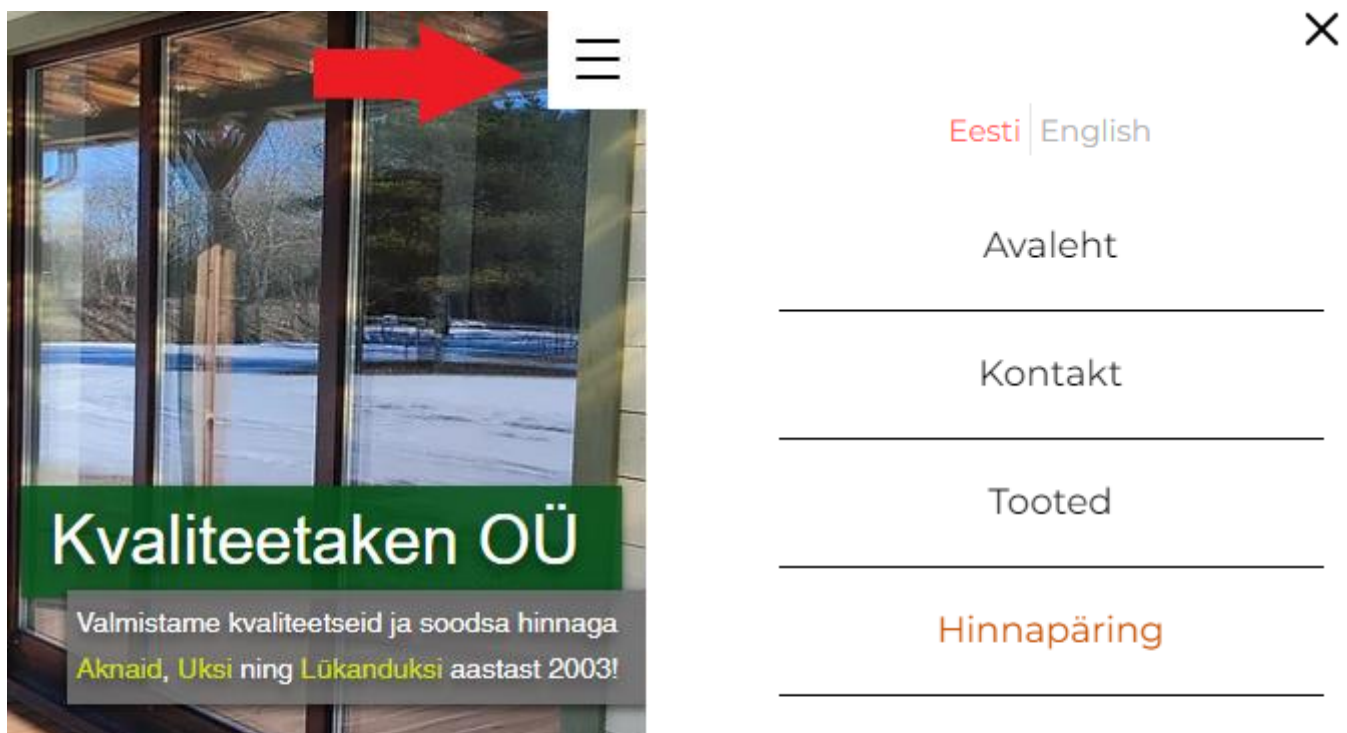 Kvaliteetaken OÜ
Valmistame kvaliteetseid ja soodsa hinnaga
Aknaid, Uksi ning Lükanduksi aastast 2003!
Eesti English
Avaleht
Kontakt
Tooted
Hinnapäring